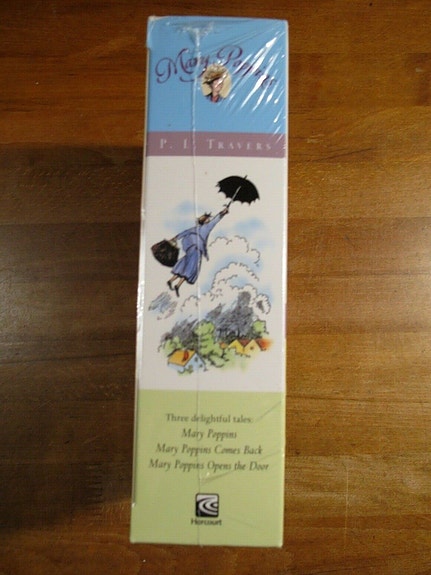 Mary Poppins
P. L. TRAVERS
Three delightful tales:
Mary Poppins
Mary Poppins Comes Back
Mary Poppins Opens the Door
Harcourt